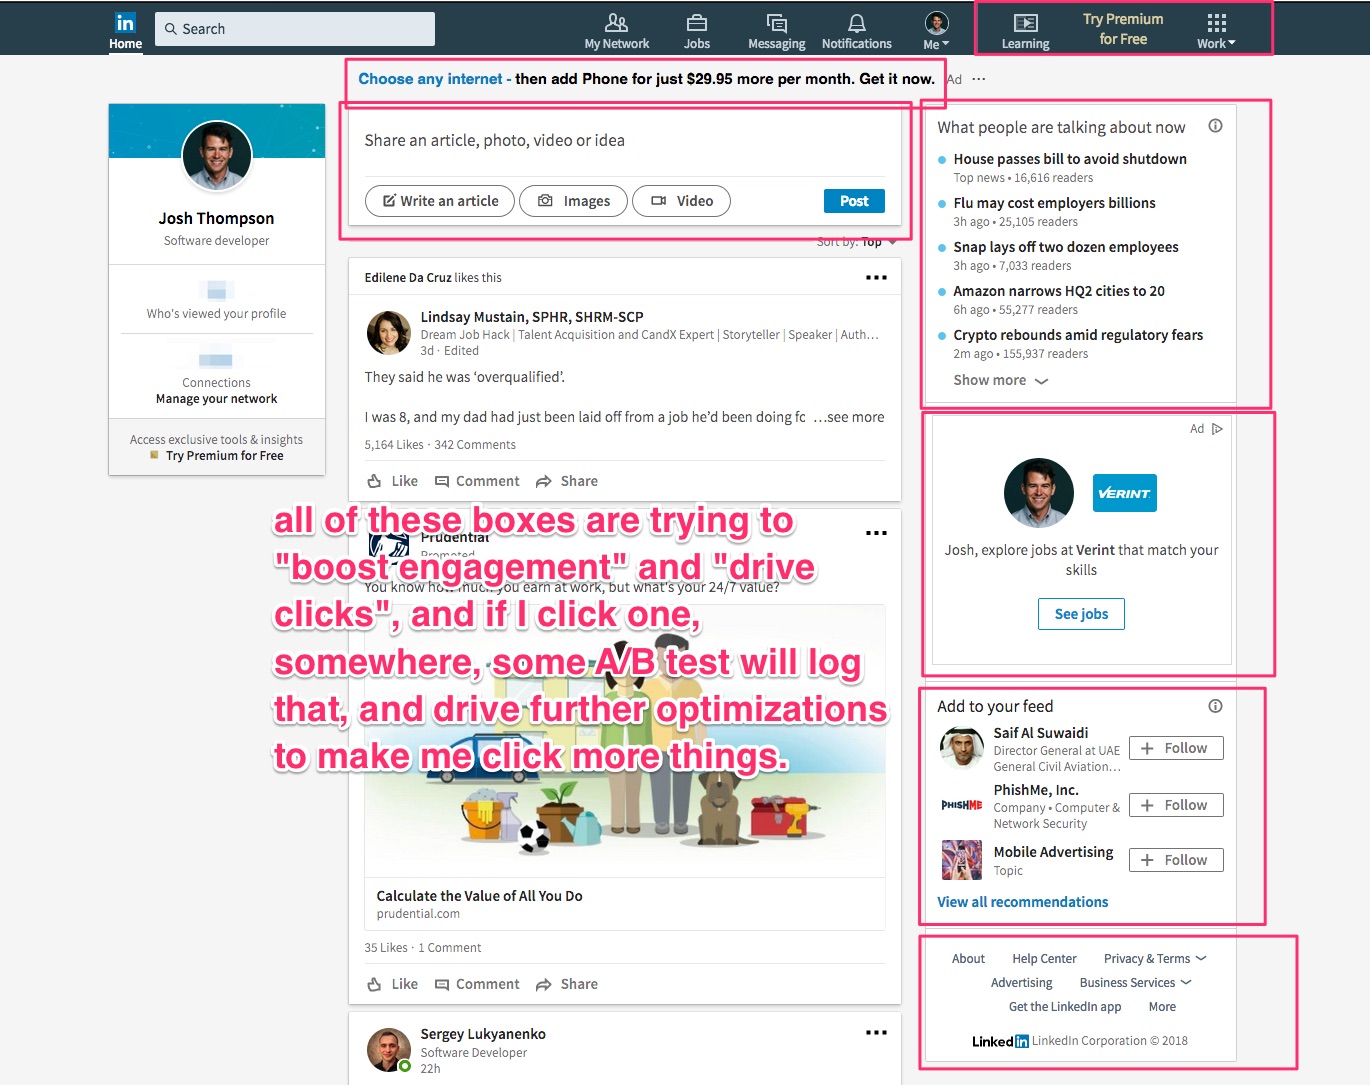 in
Home
Search
My Network
Jobs
Messaging
Notifications
Me
Learning
Try Premium
for Free
Work
Choose any internet - then add Phone for just $29.95 more per month. Get it now.
Ad ...
Josh Thompson
Software developer
Who's viewed your profile
Connections
Manage your network
Access exclusive tools & insights
Try Premium for Free
Share an article, photo, video or idea
Write an article
Images
Video
Post
Sort by: Top
Edilene Da Cruz likes this
Lindsay Mustain, SPHR, SHRM-SCP
Dream Job Hack | Talent Acquisition and CandX Expert | Storyteller | Speaker | Auth...
3d · Edited
They said he was ‘overqualified’.
I was 8, and my dad had just been laid off from a job he’d been doing fo ...see more
5,164 Likes · 342 Comments
Like
Comment
Share
all of these boxes are trying to
"boost engagement" and "drive
clicks", and if I click one,
somewhere, some A/B test will log
that, and drive further optimizations
to make me click more things.
Prudential
Promoted
You know how much you earn at work, but what's your 24/7 value?
Calculate the Value of All You Do
prudential.com
35 Likes · 1 Comment
Like
Comment
Share
Sergey Lukyanenko
Software Developer
22h
What people are talking about now
House passes bill to avoid shutdown
Top news • 16,616 readers
Flu may cost employers billions
3h ago • 25,105 readers
Snap lays off two dozen employees
3h ago • 7,033 readers
Amazon narrows HQ2 cities to 20
6h ago • 55,277 readers
Crypto rebounds amid regulatory fears
2m ago • 155,937 readers
Show more
Ad
VERINT
Josh, explore jobs at Verint that match your
skills
See jobs
Add to your feed
Saif Al Suwaidi
Director General at UAE
General Civil Aviation...
+ Follow
PHISHME
PhishMe, Inc.
Company • Computer &
Network Security
+ Follow
Mobile Advertising
Topic
+ Follow
View all recommendations
About
Help Center
Privacy & Terms
Advertising
Business Services
Get the LinkedIn app
More
Linked in LinkedIn Corporation © 2018